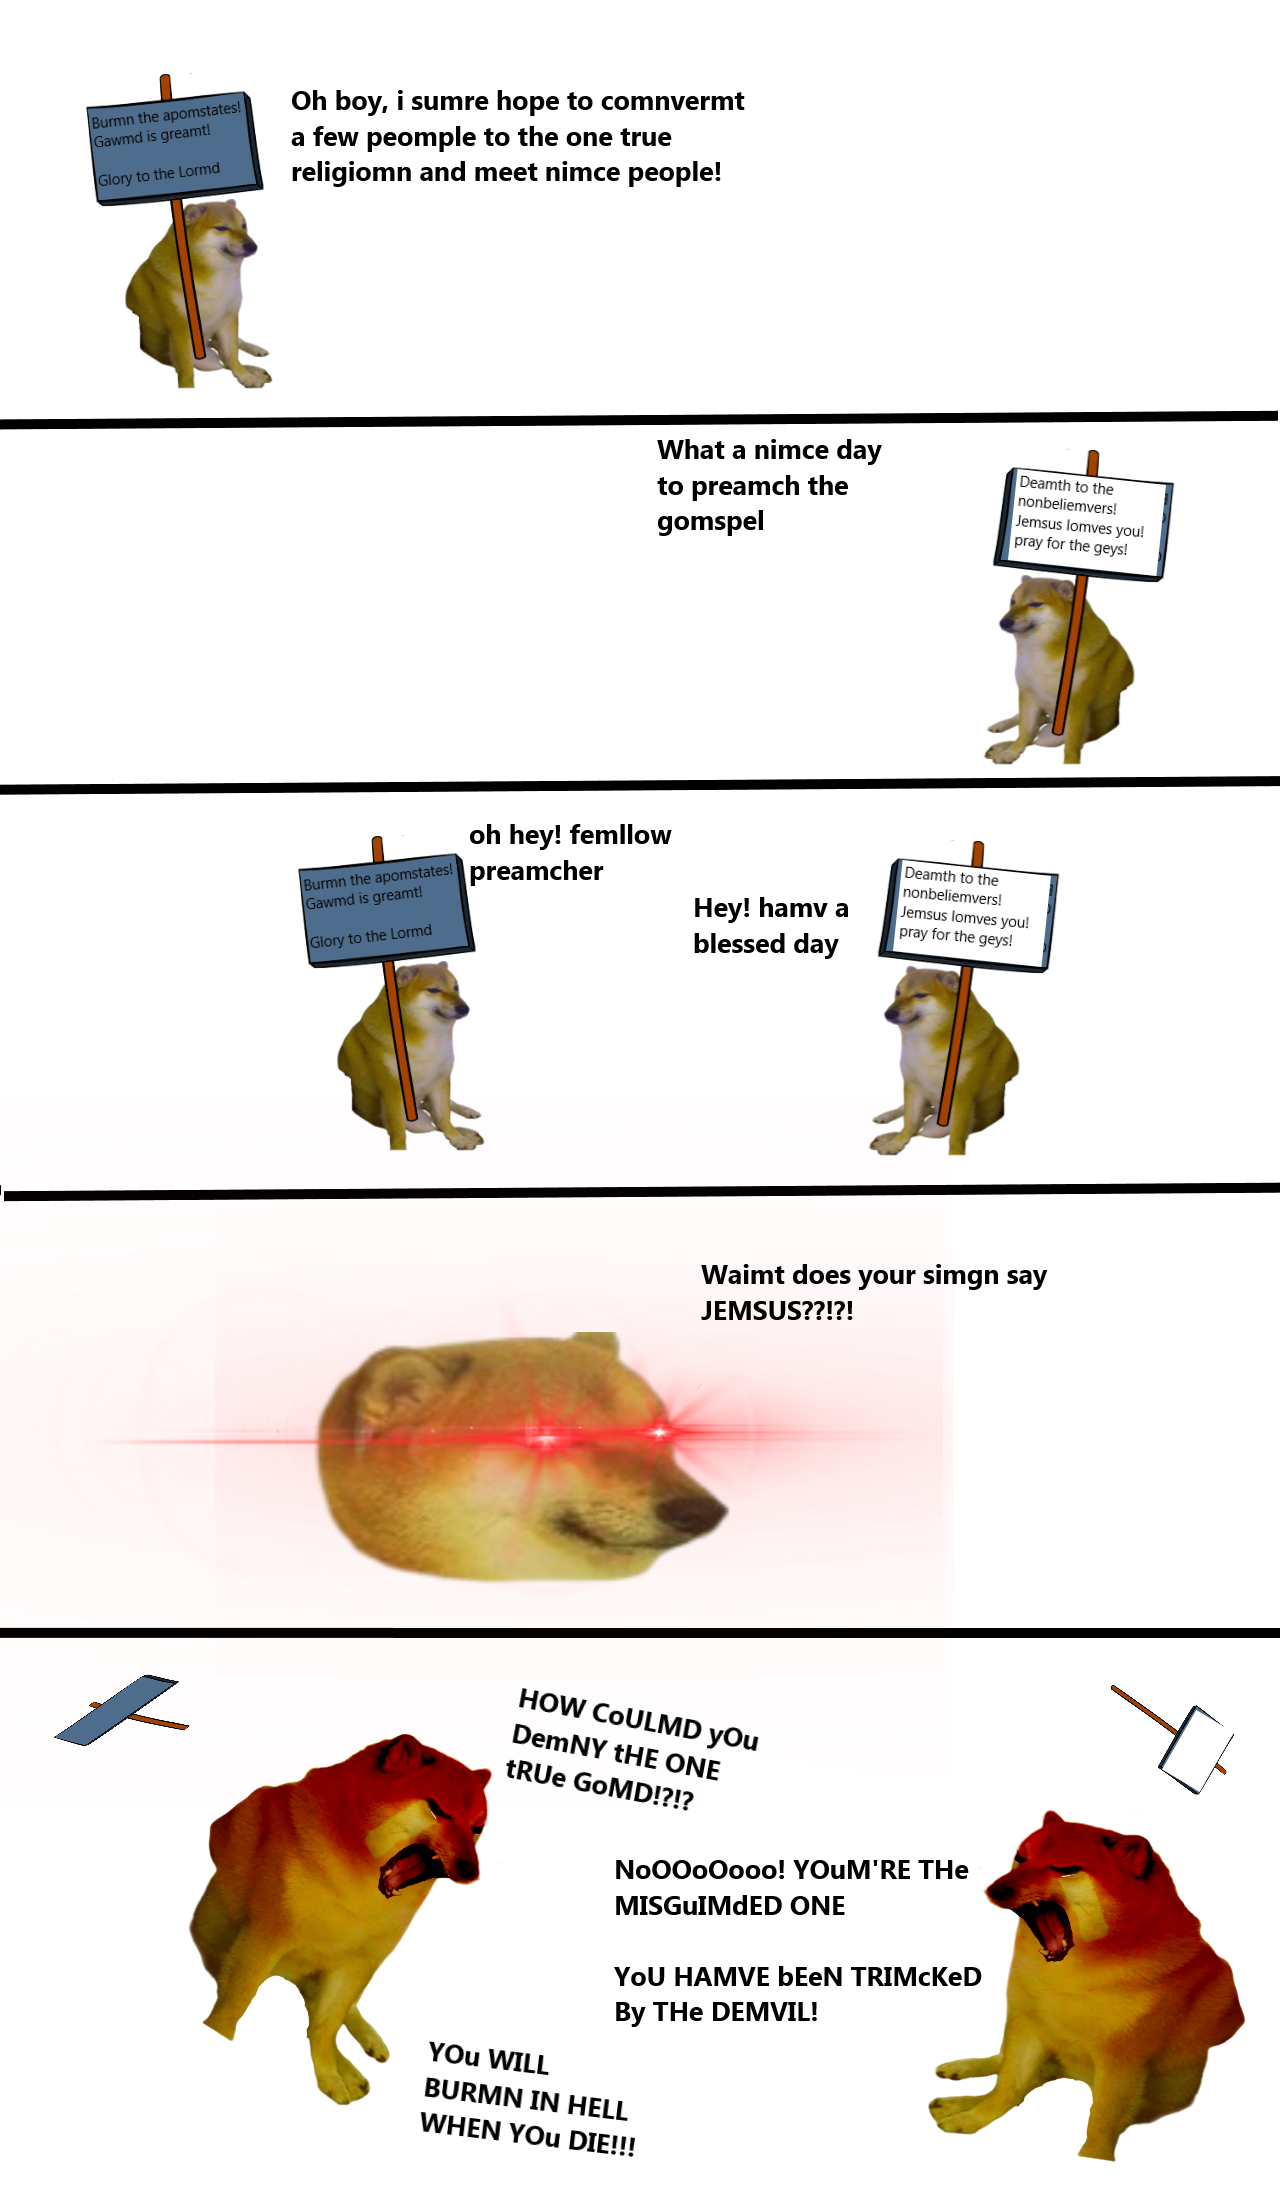 Burmn the apomstates!
Gawmd is greamt!
Glory to the Lormd
Oh boy, i sumre hope to comnvermt
a few peomple to the one true
religiomn and meet nimce people!
What a nimce day
to preamch the
gomspel
Deamth to the
nonbeliemvers!
Jemsus lomves you!
pray for the geys!
oh hey! femllow
preamcher
Burmn the apomstates!
Gawmd is greamt!
Glory to the Lormd
Hey! hamv a
blessed day
Deamth to the
nonbeliemvers!
Jemsus lomves you!
pray for the geys!
Waimt does your simgn say
JEMSUS??!?!
HOW CoULMD yOu
DemNY tHE ONE
tRUe GoMD!?!?
NoOOoOooo! YOuM'RE THe
MISGuIMdED ONE
YoU HAMVE bEeN TRIMcKeD
By THe DEMVIL!
YOu WILL
BURMN IN HELL
WHEN YOu DIE!!!